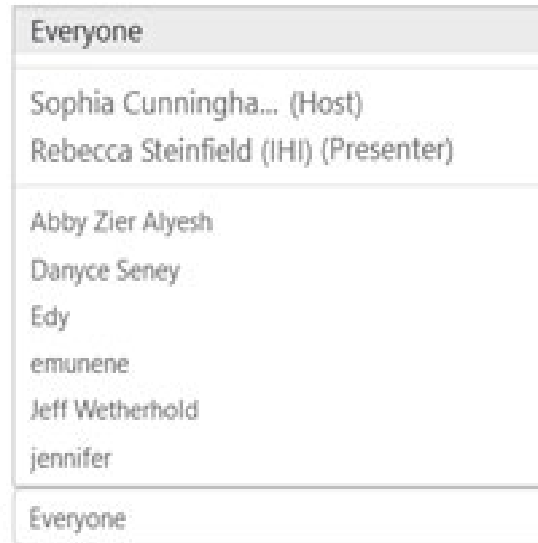 Everyone
Sophia Cunningha... (Host)
Rebecca Steinfield (IHI) (Presenter)
Abby Zier Alyesh
Danyce Seney
Edy
emunene
Jeff Wetherhold
jennifer
Everyone